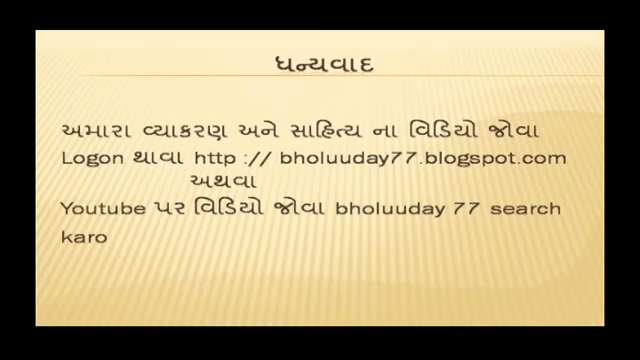 ધન્યવાદ
અમારા વ્યાકરણ અને સાહિત્ય ના વિડિયો જોવા
Logon થાવા http :// bholuuday77.blogspot.com
અથવા
Youtube પર વિડિયો જોવા bholuuday 77 search
karo